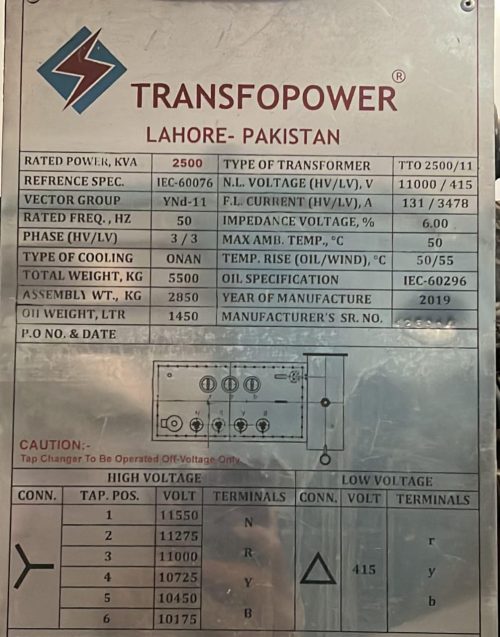 ®
TRANSFOPOWER
LAHORE- PAKISTAN
RATED POWER, KVA 2500 TYPE OF TRANSFORMER TTO 2500/11
REFRENCE SPEC. IEC-60076 N.L. VOLTAGE (HV/LV), V 11000 / 415
VECTOR GROUP YNd-11 F.L. CURRENT (HV/LV), A 131 / 3478
RATED FREQ., HZ 50 IMPEDANCE VOLTAGE, % 6.00
PHASE (HV/LV) 3 / 3 MAX AMB. TEMP., °C 50
TYPE OF COOLING ONAN TEMP. RISE (OIL/WIND), °C 50/55
TOTAL WEIGHT, KG 5500 OIL SPECIFICATION IEC-60296
ASSEMBLY WT., KG 2850 YEAR OF MANUFACTURE 2019
OIL WEIGHT, LTR 1450 MANUFACTURER'S SR. NO.
P.O NO. & DATE
CAUTION:-
Tap Changer To Be Operated Off-Voltage Only
HIGH VOLTAGE LOW VOLTAGE
CONN. TAP. POS. VOLT TERMINALS CONN. VOLT TERMINALS
1 11550
N
2 11275
r
3 11000
R
415 y
4 10725
Y
5 10450
b
6 10175
B